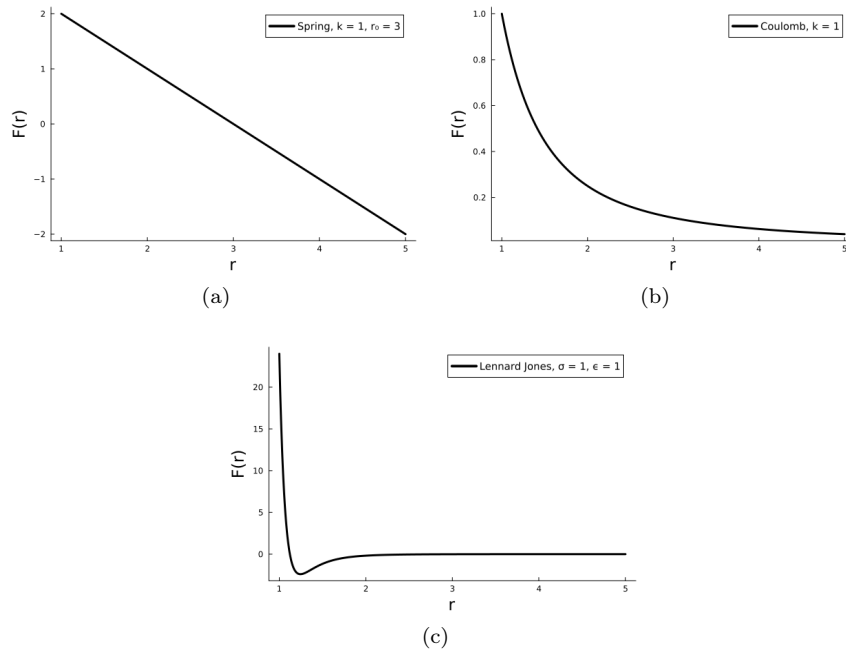 Spring, k = 1, r₀ = 3
F(r)
2
1
0
−1
−2
1 2 3 4 5
r
(a)
Coulomb, k = 1
F(r)
1.0
0.8
0.6
0.4
0.2
1 2 3 4 5
r
(b)
Lennard Jones, σ = 1, ϵ = 1
F(r)
20
15
10
5
0
1 2 3 4 5
r
(c)